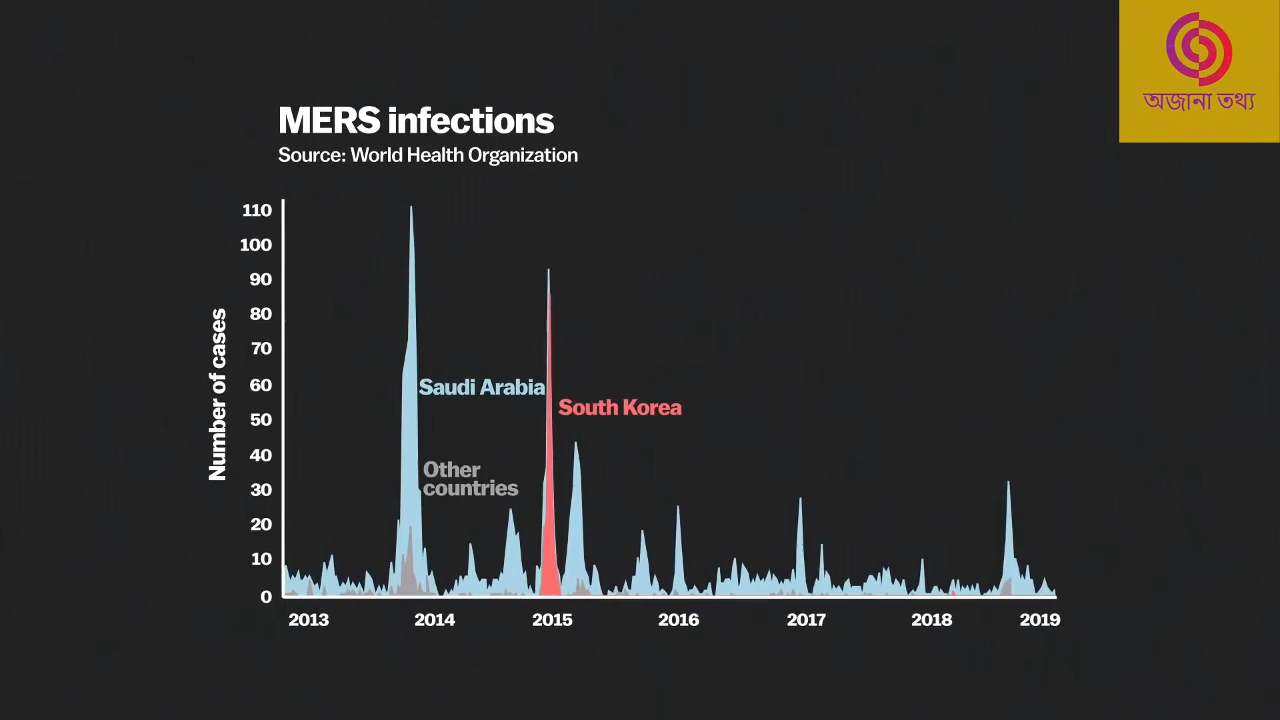 অজানা তথ্য
MERS infections
Source: World Health Organization
Number of cases
110
100
90
80
70
60
50
40
30
20
10
0
Saudi Arabia
South Korea
Other
countries
2013 2014 2015 2016 2017 2018 2019